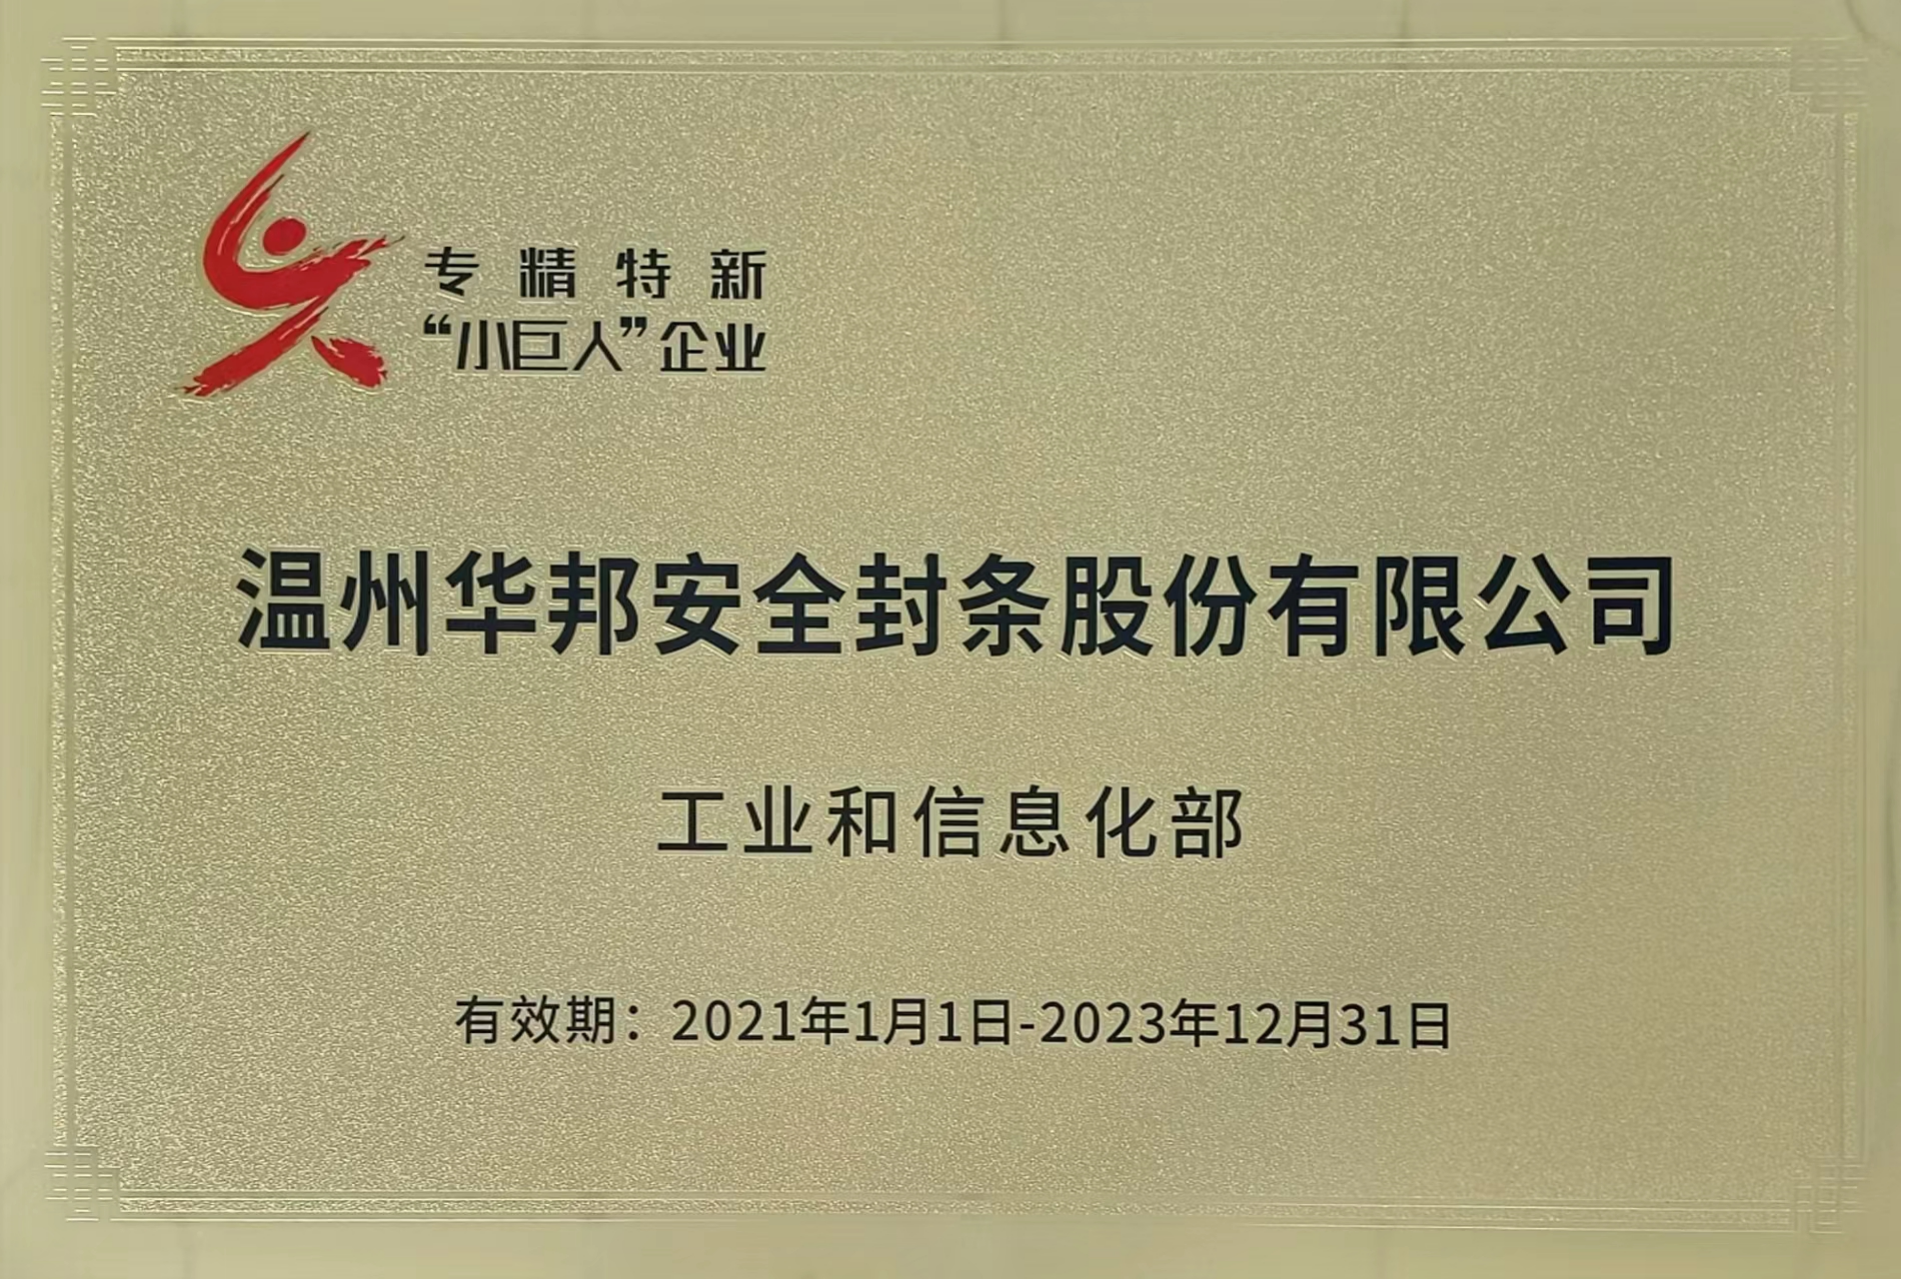 专精特新
“小巨人”企业
温州华邦安全封条股份有限公司
工业和信息化部
有效期：2021年1月1日-2023年12月31日